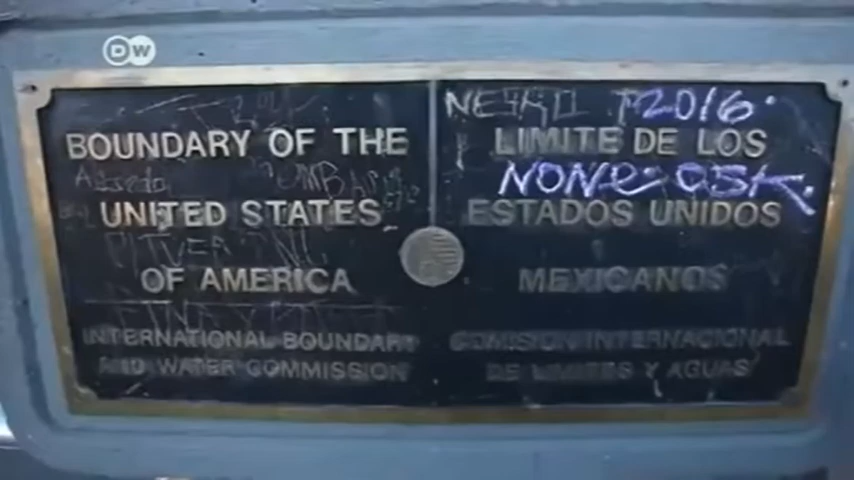 DW
BOUNDARY OF THE
UNITED STATES
OF AMERICA
INTERNATIONAL BOUNDARY
AND WATER COMMISSION
2016
LIMITE DE LOS
ESTADOS UNIDOS
MEXICANOS
COMISION INTERNACIONAL
DE LIMITES Y AGUAS